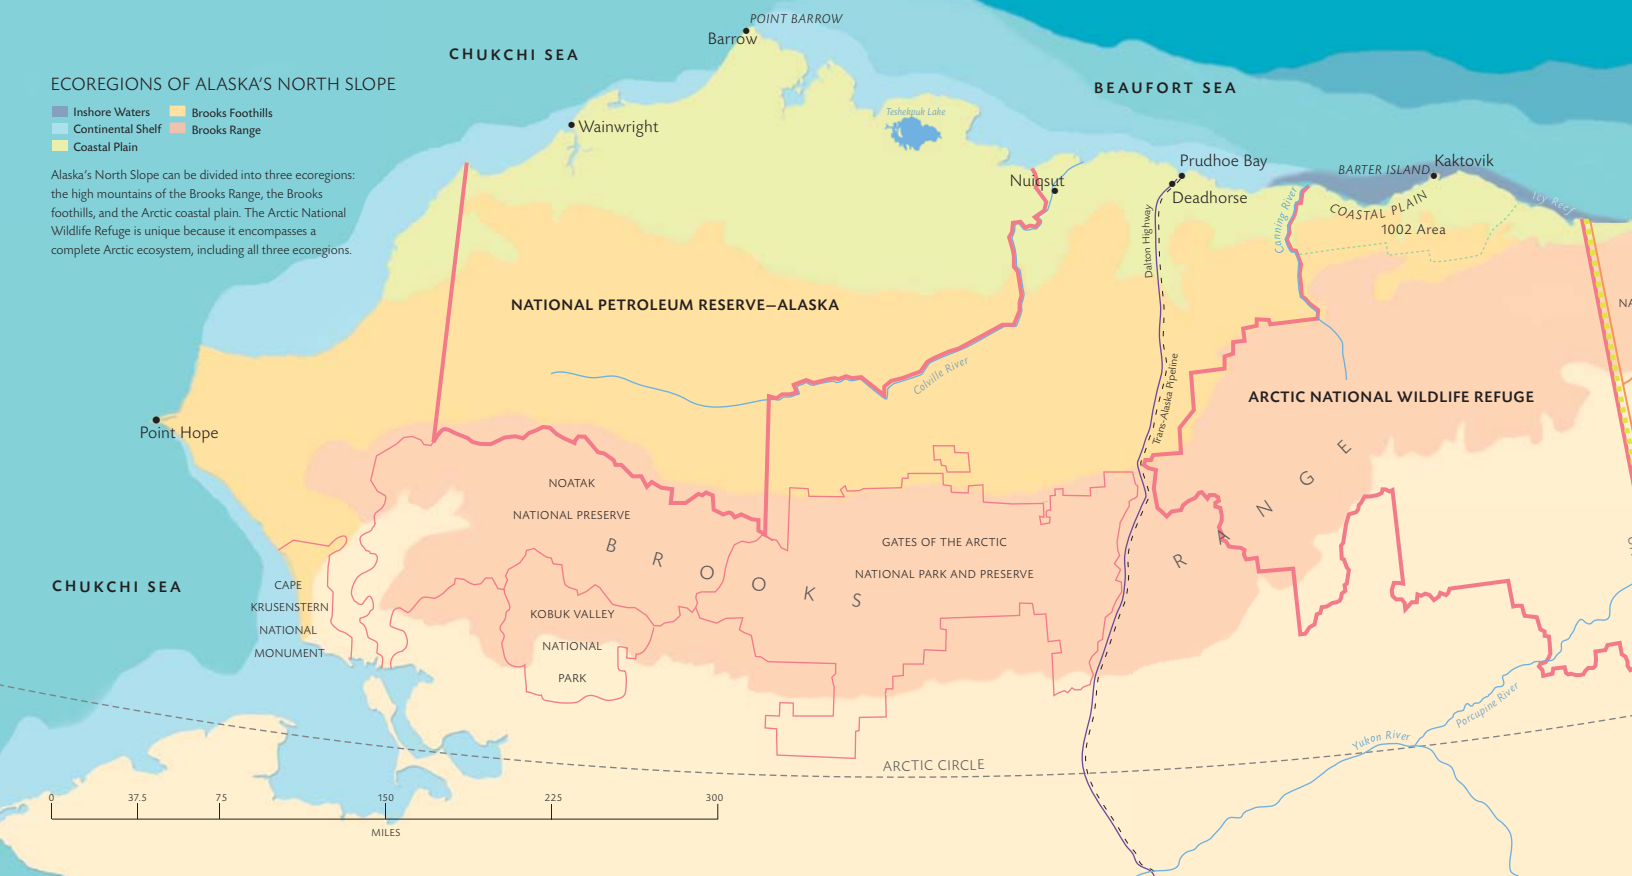 POINT BARROW
Barrow
CHUKCHI SEA
BEAUFORT SEA
ECOREGIONS OF ALASKA'S NORTH SLOPE
Inshore Waters
Continental Shelf
Coastal Plain
Brooks Foothills
Brooks Range
Alaska's North Slope can be divided into three ecoregions:
the high mountains of the Brooks Range, the Brooks
foothills, and the Arctic coastal plain. The Arctic National
Wildlife Refuge is unique because it encompasses a
complete Arctic ecosystem, including all three ecoregions.
Teshekpuk Lake
Wainwright
Prudhoe Bay
Kaktovik
BARTER ISLAND
Nuiqsut
Deadhorse
Icy Reef
COASTAL PLAIN
1002 Area
Canning River
Dalton Highway
NATIONAL PETROLEUM RESERVE—ALASKA
NA
Colville River
Trans-Alaska Pipeline
ARCTIC NATIONAL WILDLIFE REFUGE
Point Hope
NOATAK
NATIONAL PRESERVE
BROOKS RANGE
GATES OF THE ARCTIC
NATIONAL PARK AND PRESERVE
CHUKCHI SEA
CAPE
KRUSENSTERN
NATIONAL
MONUMENT
KOBUK VALLEY
NATIONAL
PARK
Porcupine River
Yukon River
ARCTIC CIRCLE
0 37.5 75 150 225 300
MILES